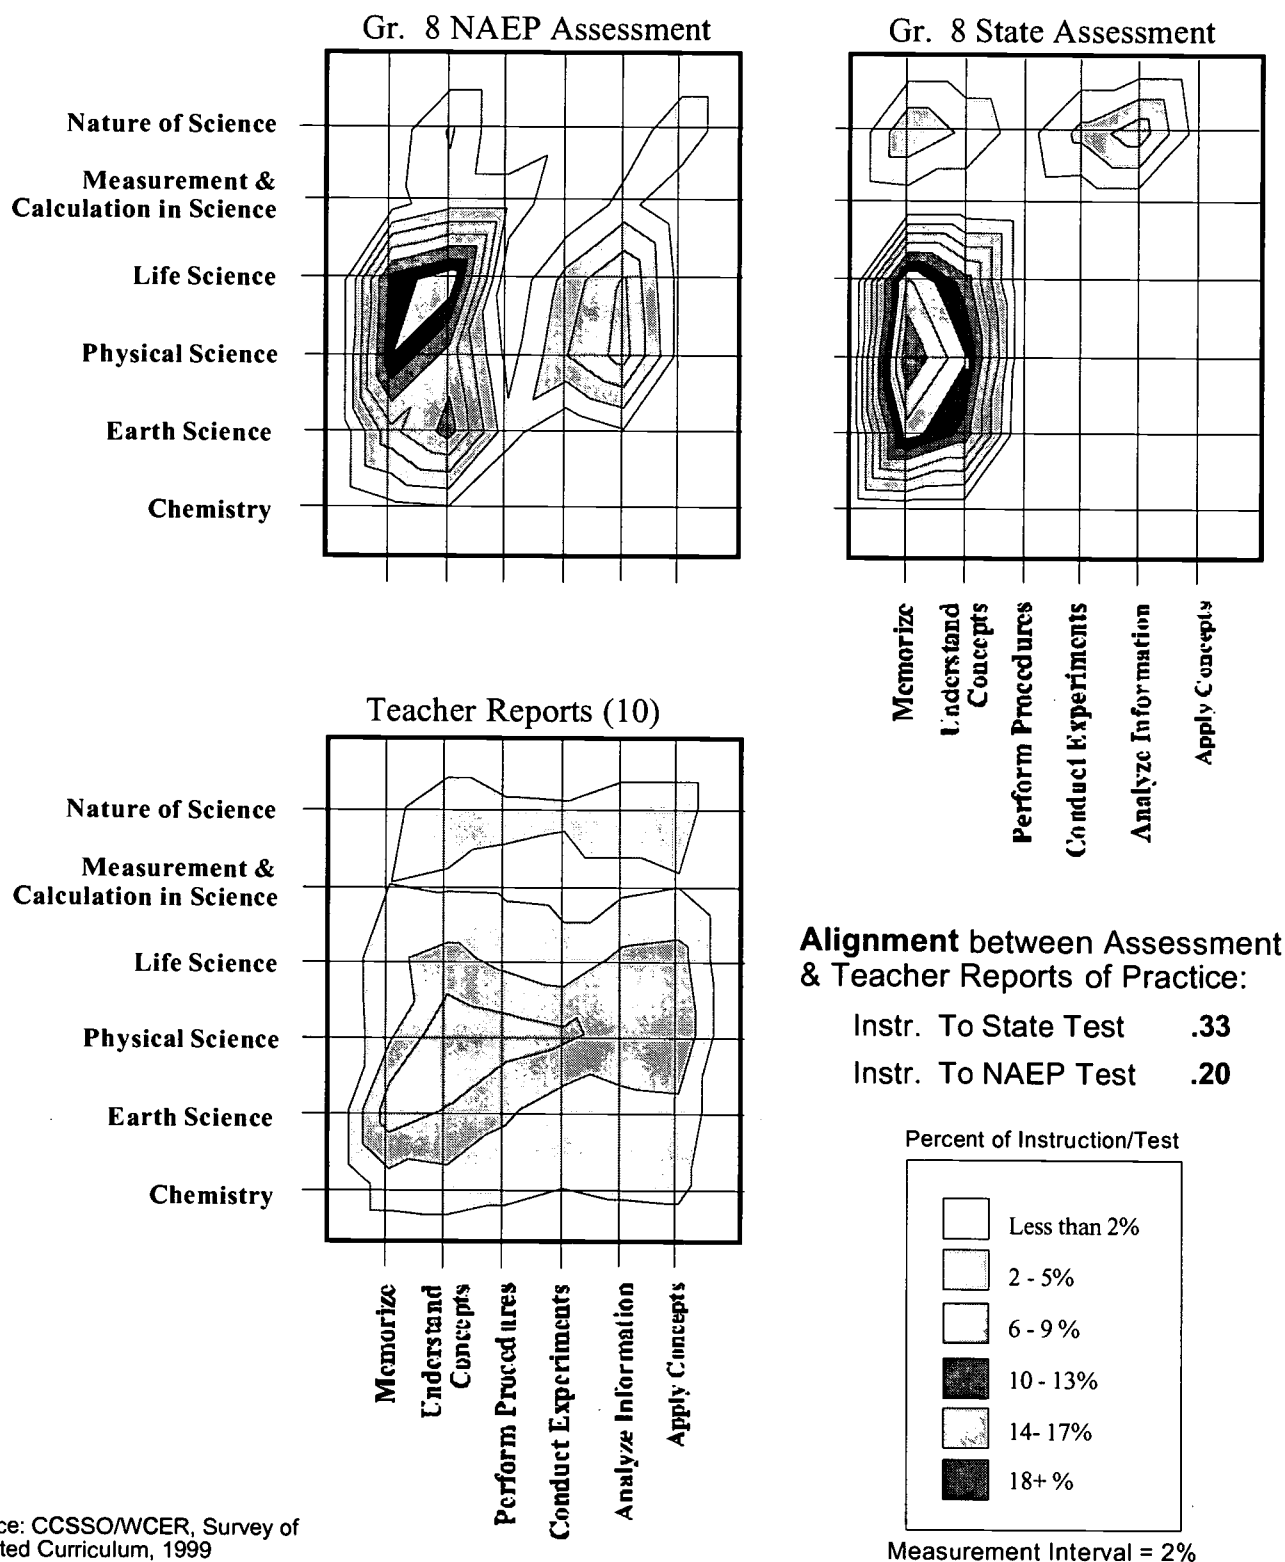 Gr. 8 NAEP Assessment
Nature of Science
Measurement &
Calculation in Science
Life Science
Physical Science
Earth Science
Chemistry
Gr. 8 State Assessment
Memorize
Understand
Concepts
Perform Procedures
Conduct Experiments
Analyze Information
Apply Concepts
Teacher Reports (10)
Nature of Science
Measurement &
Calculation in Science
Life Science
Physical Science
Earth Science
Chemistry
Memorize
Understand
Concepts
Perform Procedures
Conduct Experiments
Analyze Information
Apply Concepts
Alignment between Assessment
& Teacher Reports of Practice:
Instr. To State Test .33
Instr. To NAEP Test .20
Percent of Instruction/Test
Less than 2%
2 - 5%
6 - 9 %
10 - 13%
14- 17%
18+ %
Measurement Interval = 2%
ce: CCSSO/WCER, Survey of
ted Curriculum, 1999